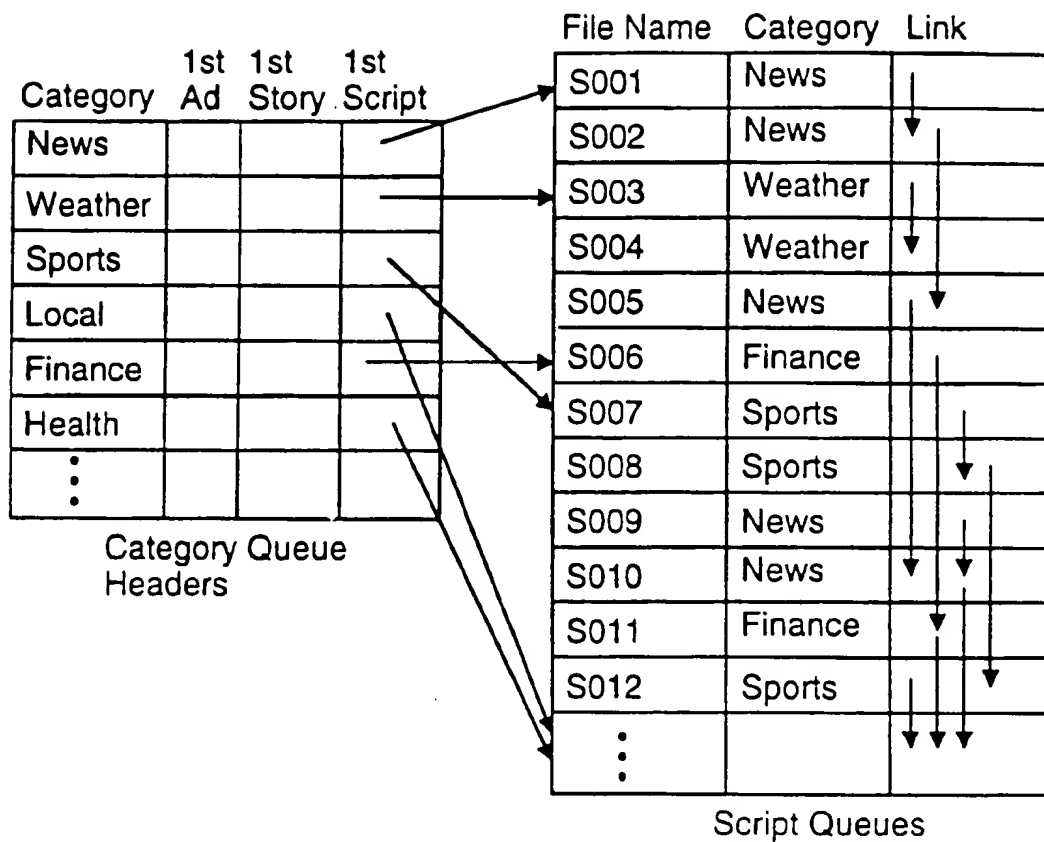 1st 1st 1st
Category Ad Story Script
News
Weather
Sports
Local
Finance
Health
Category Queue
Headers
File Name Category Link
S001 News
S002 News
S003 Weather
S004 Weather
S005 News
S006 Finance
S007 Sports
S008 Sports
S009 News
S010 News
S011 Finance
S012 Sports
Script Queues